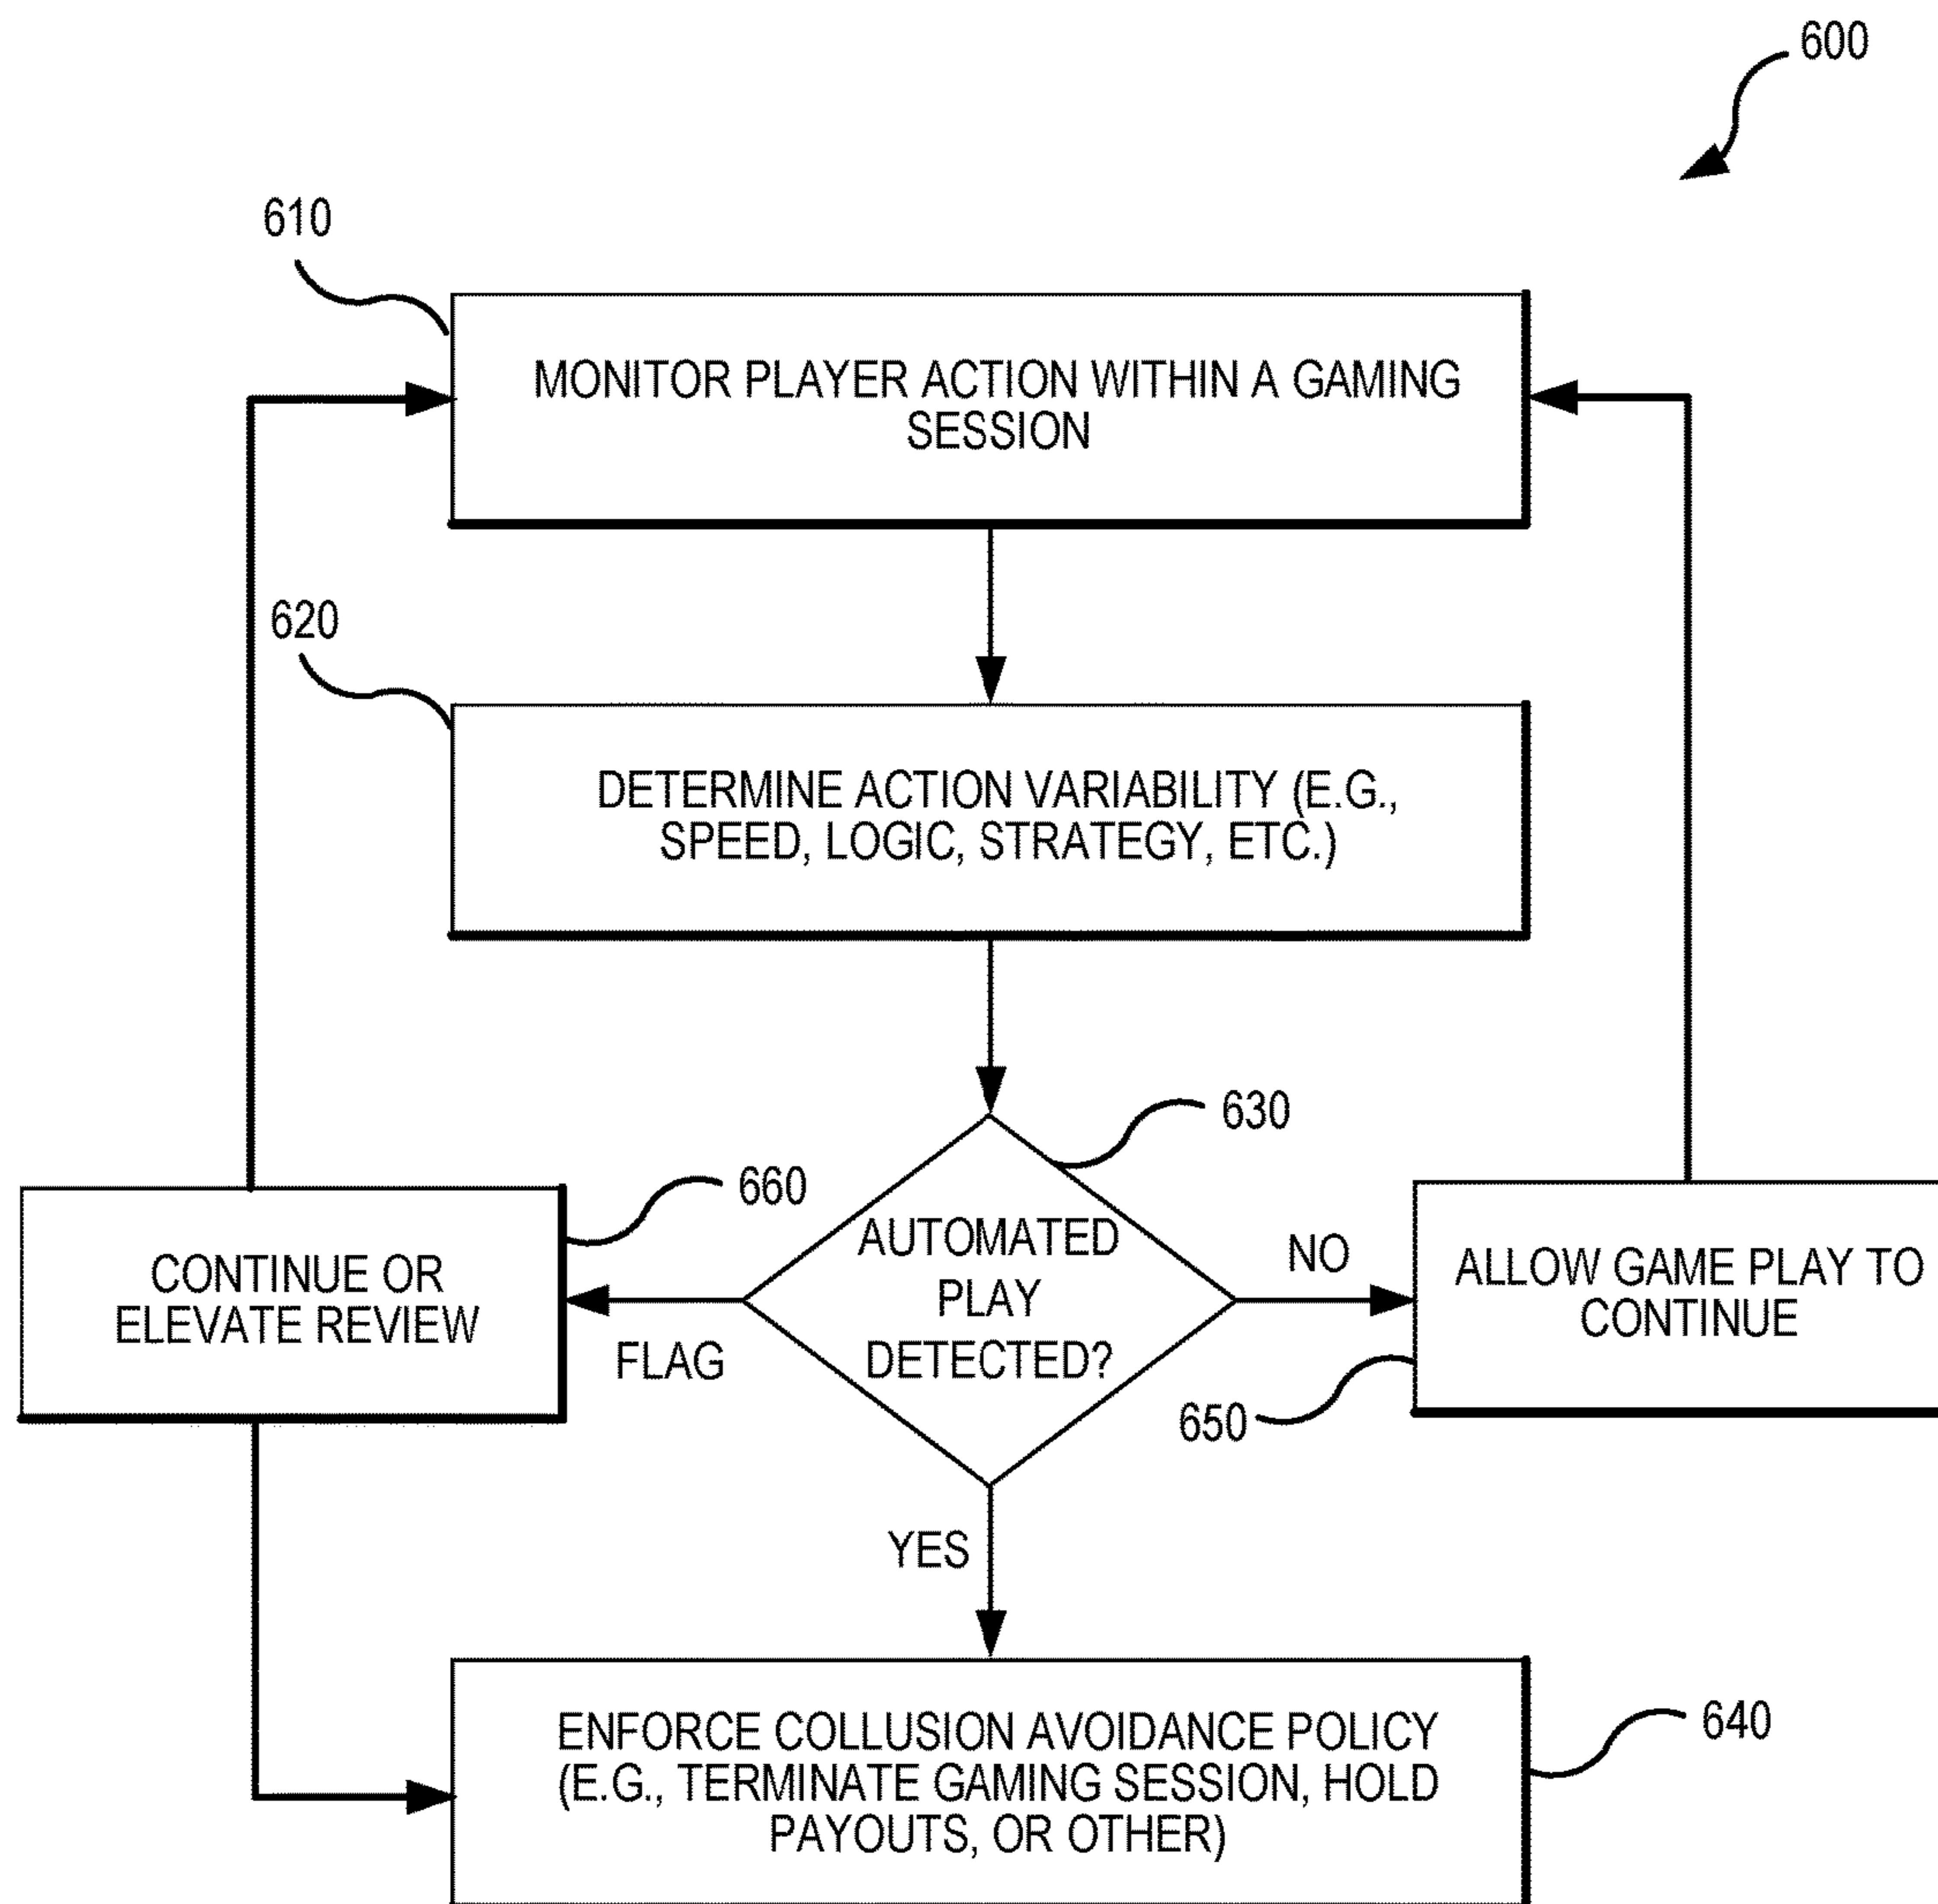 600
610
MONITOR PLAYER ACTION WITHIN A GAMING
SESSION
620
DETERMINE ACTION VARIABILITY (E.G.,
SPEED, LOGIC, STRATEGY, ETC.)
630
660
AUTOMATED
PLAY
DETECTED?
CONTINUE OR
ELEVATE REVIEW
FLAG
NO
ALLOW GAME PLAY TO
CONTINUE
650
YES
ENFORCE COLLUSION AVOIDANCE POLICY
(E.G., TERMINATE GAMING SESSION, HOLD
PAYOUTS, OR OTHER)
640